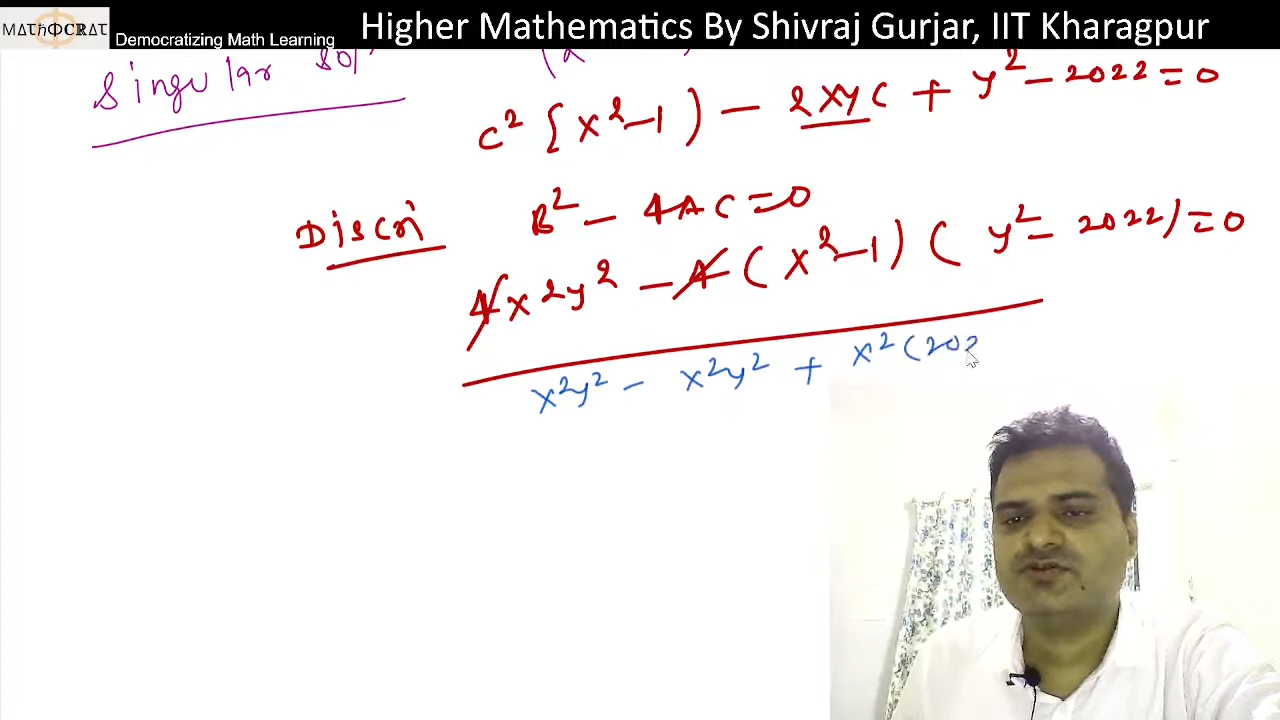 MΛTħΦCRΛT
Democratizing Math Learning
Higher Mathematics By Shivraj Gurjar, IIT Kharagpur
Singular
c² [x²-1) - 2xyc + y² - 2022 = 0
Discri B² - 4AC = 0
4x²y² - 4(x²-1)(y² - 2022) = 0
x²y² - x²y² + x²(202